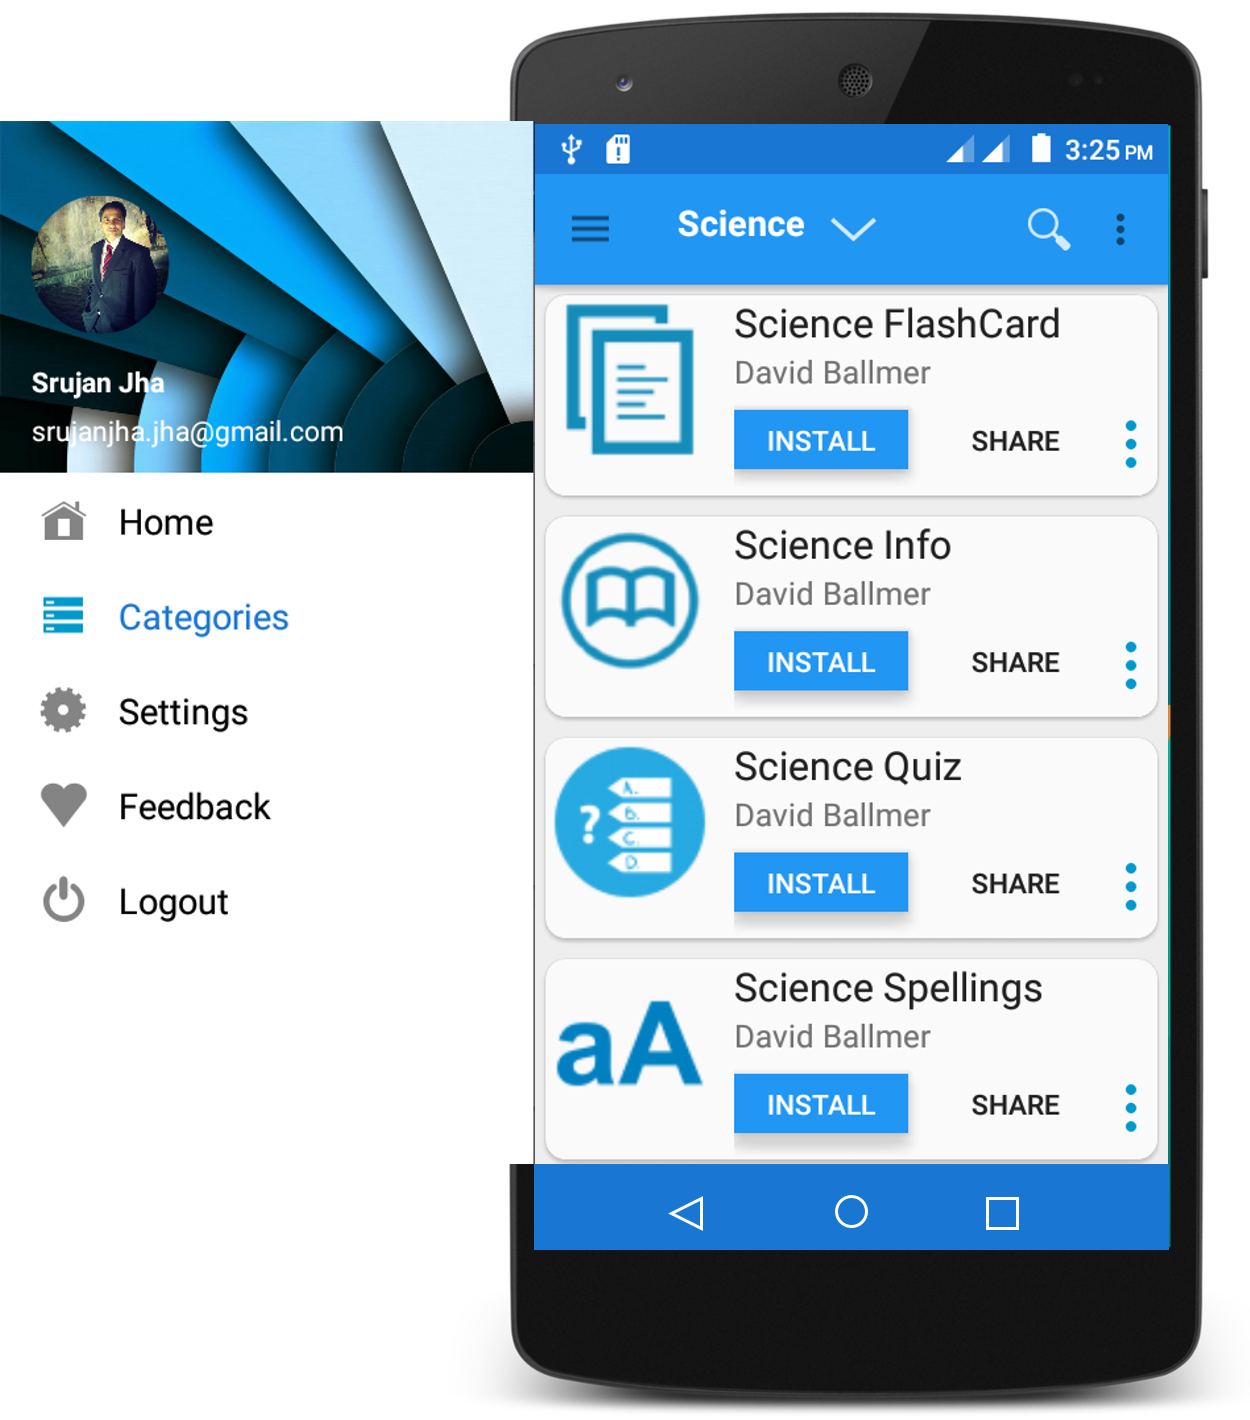 3:25 PM
Science
Srujan Jha
srujanjha.jha@gmail.com
Home
Categories
Settings
Feedback
Logout
Science FlashCard
David Ballmer
INSTALL SHARE
Science Info
David Ballmer
INSTALL SHARE
? A.
B.
C.
D.
Science Quiz
David Ballmer
INSTALL SHARE
aA
Science Spellings
David Ballmer
INSTALL SHARE